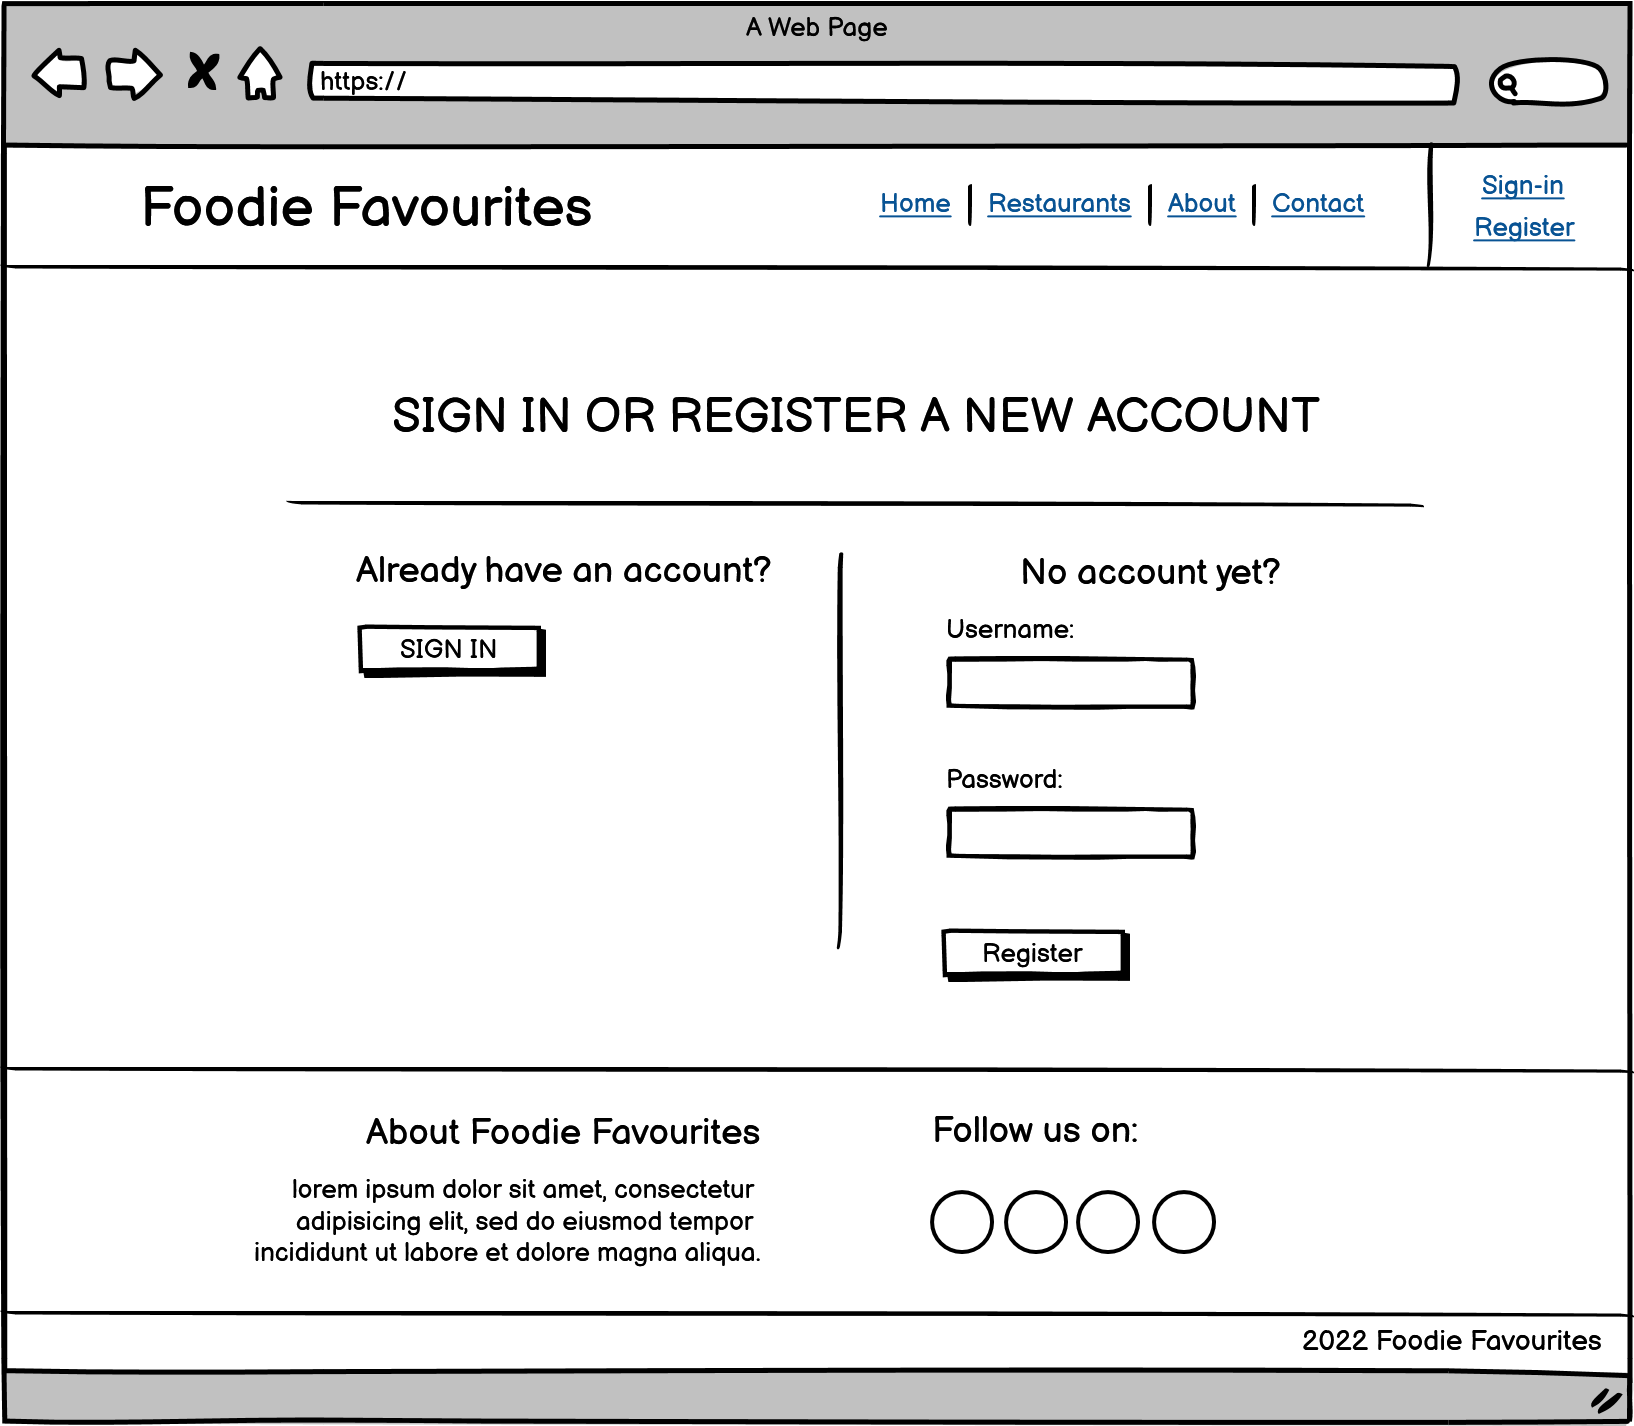 A Web Page
https://
Foodie Favourites
Home
Restaurants
About
Contact
Sign-in
Register
SIGN IN OR REGISTER A NEW ACCOUNT
Already have an account?
SIGN IN
No account yet?
Username:
Password:
Register
About Foodie Favourites
lorem ipsum dolor sit amet, consectetur
adipisicing elit, sed do eiusmod tempor
incididunt ut labore et dolore magna aliqua.
Follow us on:
2022 Foodie Favourites